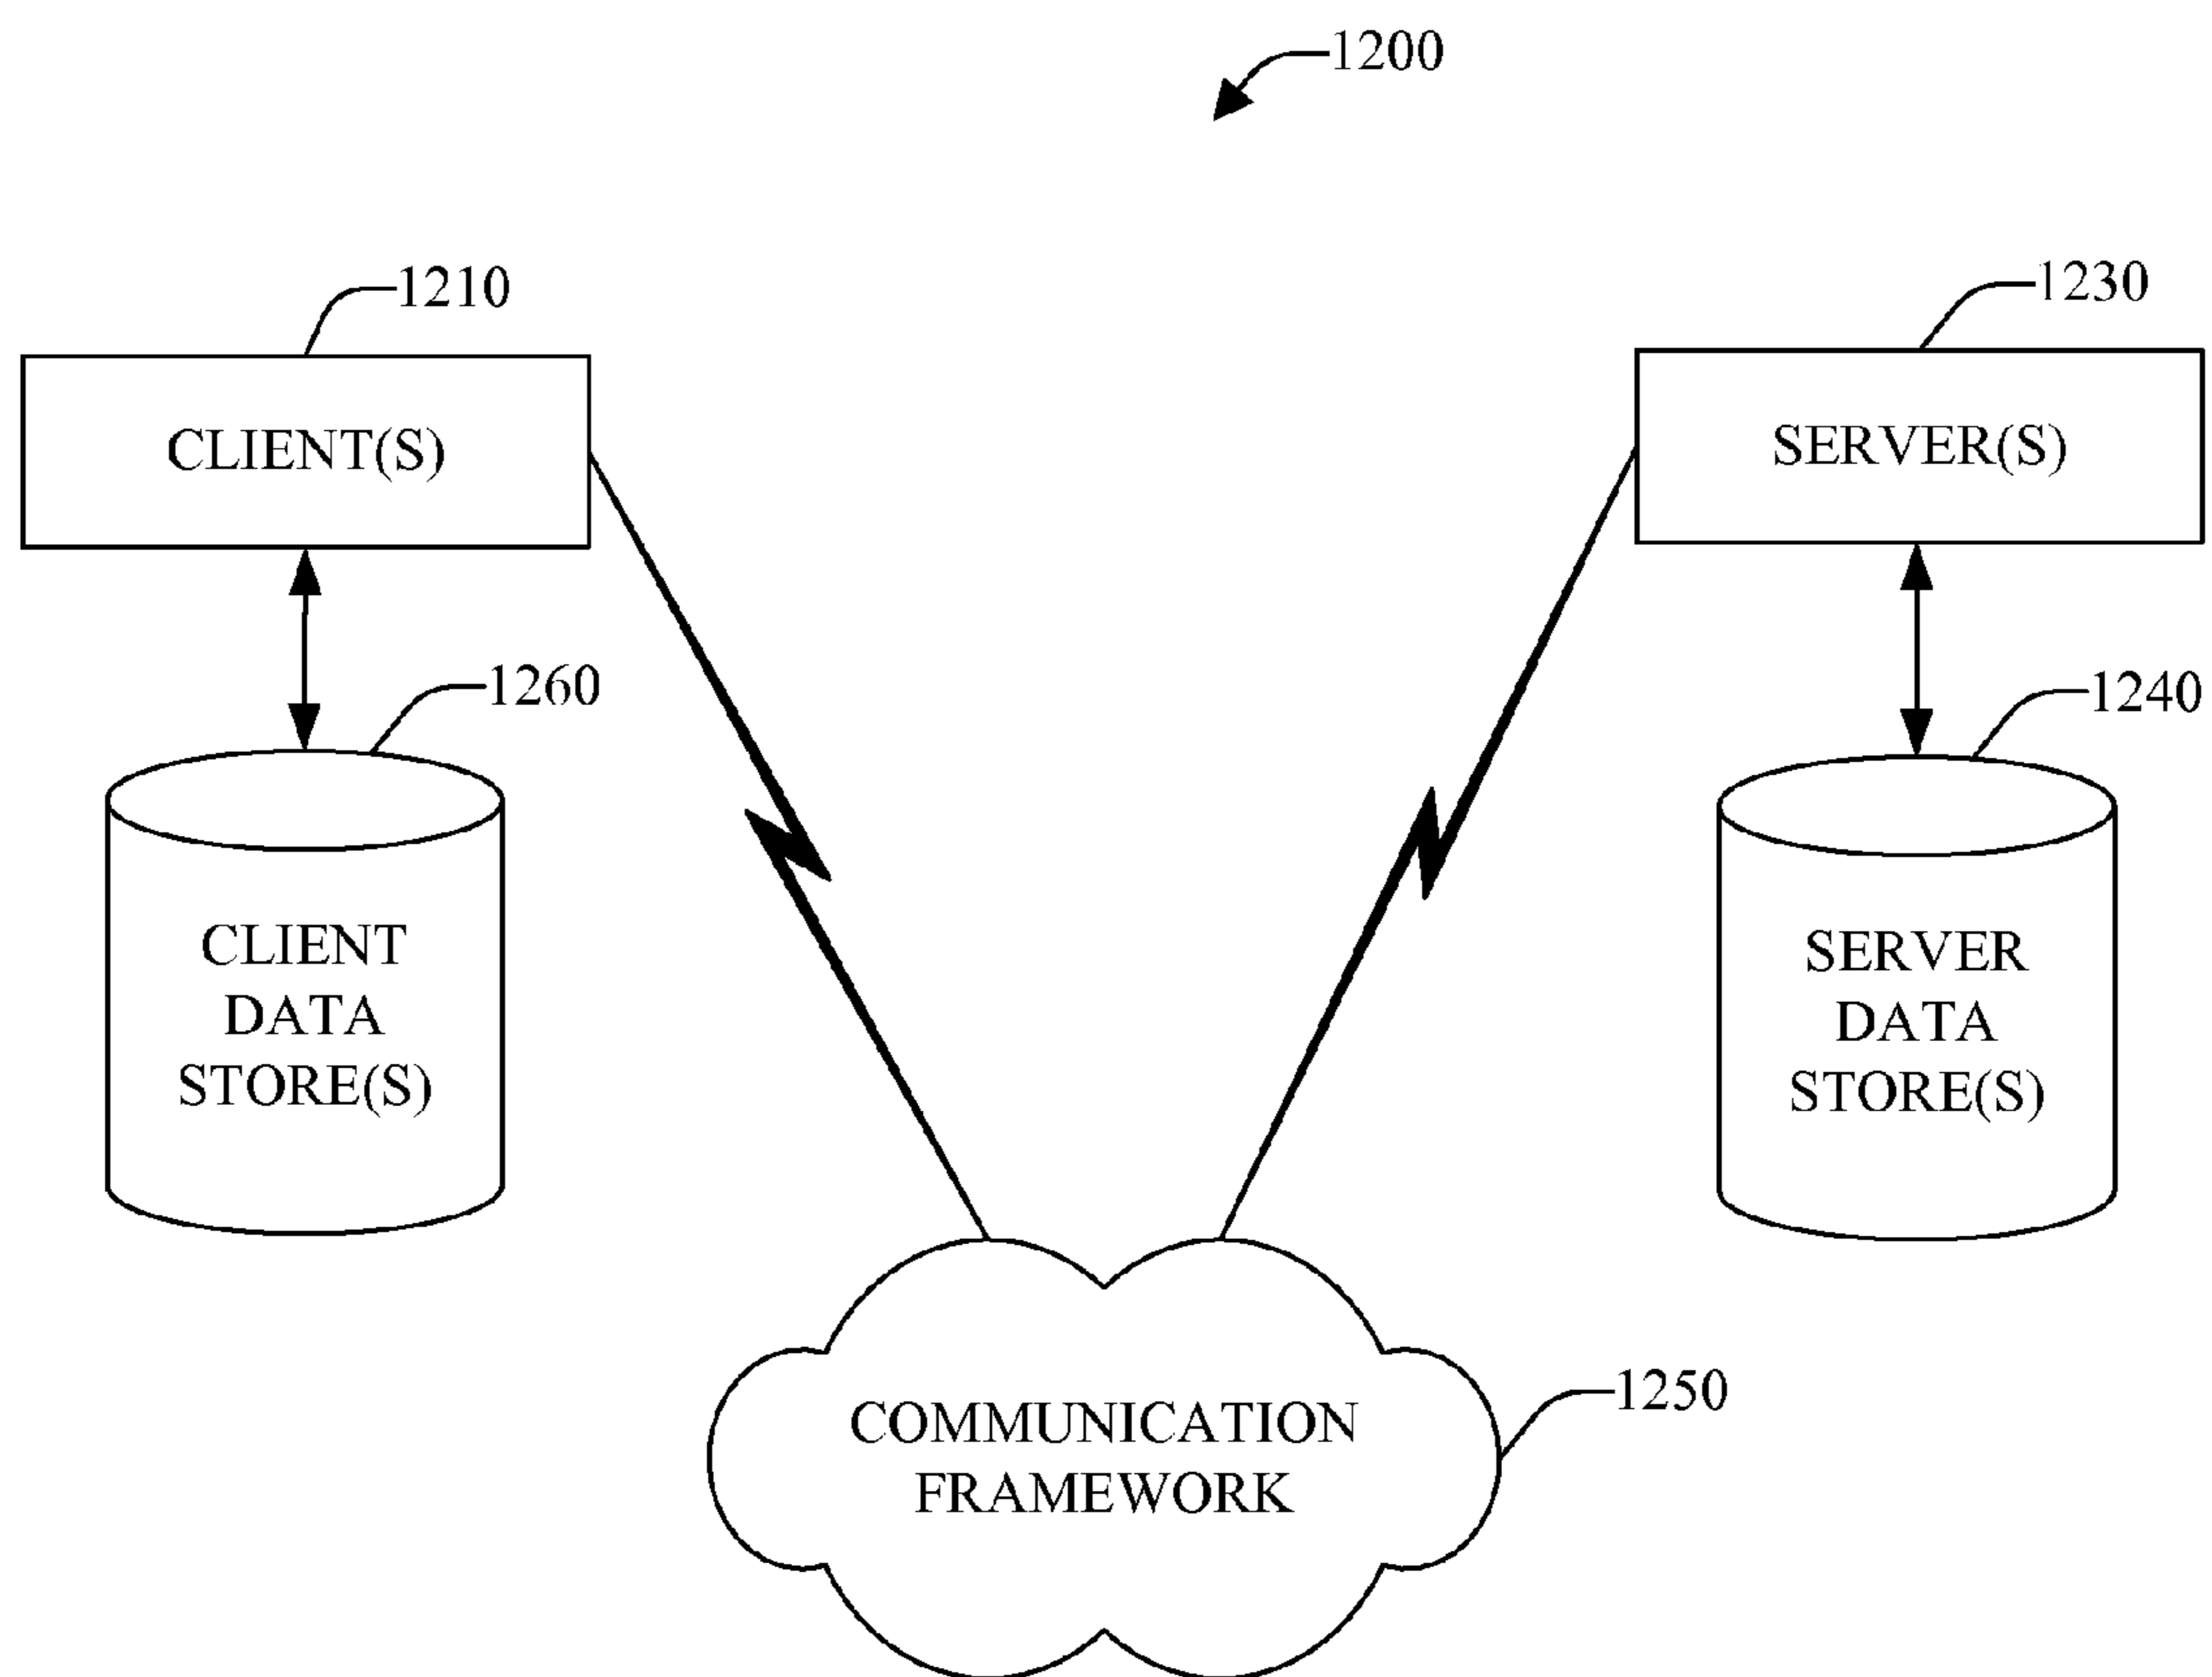 1200
1210
1230
CLIENT(S)
SERVER(S)
1260
1240
CLIENT
DATA
STORE(S)
SERVER
DATA
STORE(S)
1250
COMMUNICATION
FRAMEWORK